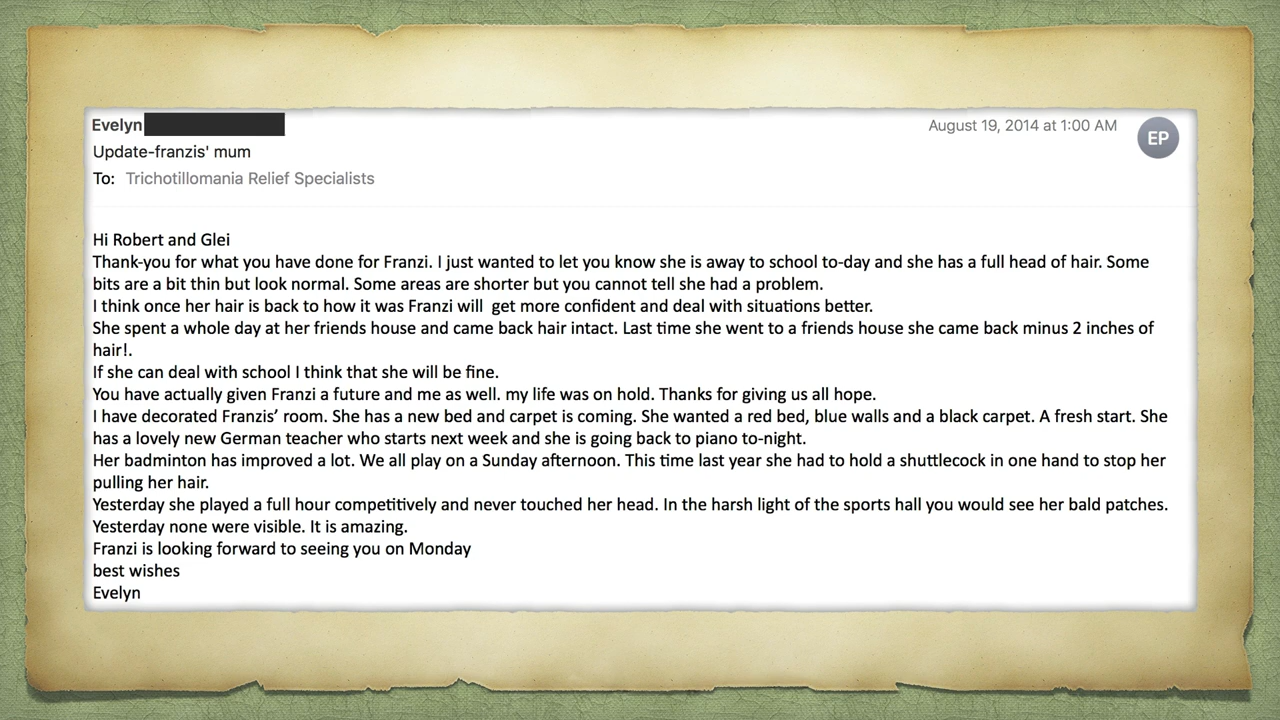 Evelyn
August 19, 2014 at 1:00 AM
EP
Update-franzis' mum
To: Trichotillomania Relief Specialists
Hi Robert and Glei
Thank-you for what you have done for Franzi. I just wanted to let you know she is away to school to-day and she has a full head of hair. Some
bits are a bit thin but look normal. Some areas are shorter but you cannot tell she had a problem.
I think once her hair is back to how it was Franzi will  get more confident and deal with situations better.
She spent a whole day at her friends house and came back hair intact. Last time she went to a friends house she came back minus 2 inches of
hair!.
If she can deal with school I think that she will be fine.
You have actually given Franzi a future and me as well. my life was on hold. Thanks for giving us all hope.
I have decorated Franzis’ room. She has a new bed and carpet is coming. She wanted a red bed, blue walls and a black carpet. A fresh start. She
has a lovely new German teacher who starts next week and she is going back to piano to-night.
Her badminton has improved a lot. We all play on a Sunday afternoon. This time last year she had to hold a shuttlecock in one hand to stop her
pulling her hair.
Yesterday she played a full hour competitively and never touched her head. In the harsh light of the sports hall you would see her bald patches.
Yesterday none were visible. It is amazing.
Franzi is looking forward to seeing you on Monday
best wishes
Evelyn